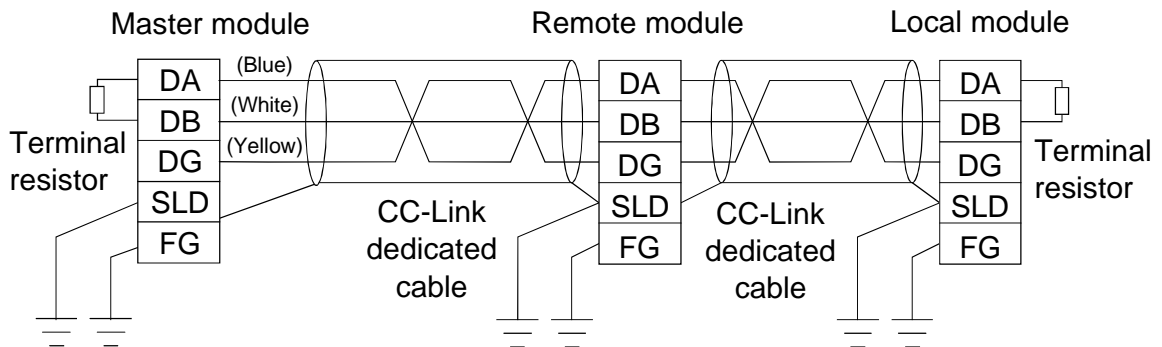 Master module
Remote module
Local module
(Blue)
(White)
(Yellow)
DA
DB
DG
SLD
FG
DA
DB
DG
SLD
FG
DA
DB
DG
SLD
FG
Terminal
resistor
CC-Link
dedicated
cable
CC-Link
dedicated
cable
Terminal
resistor